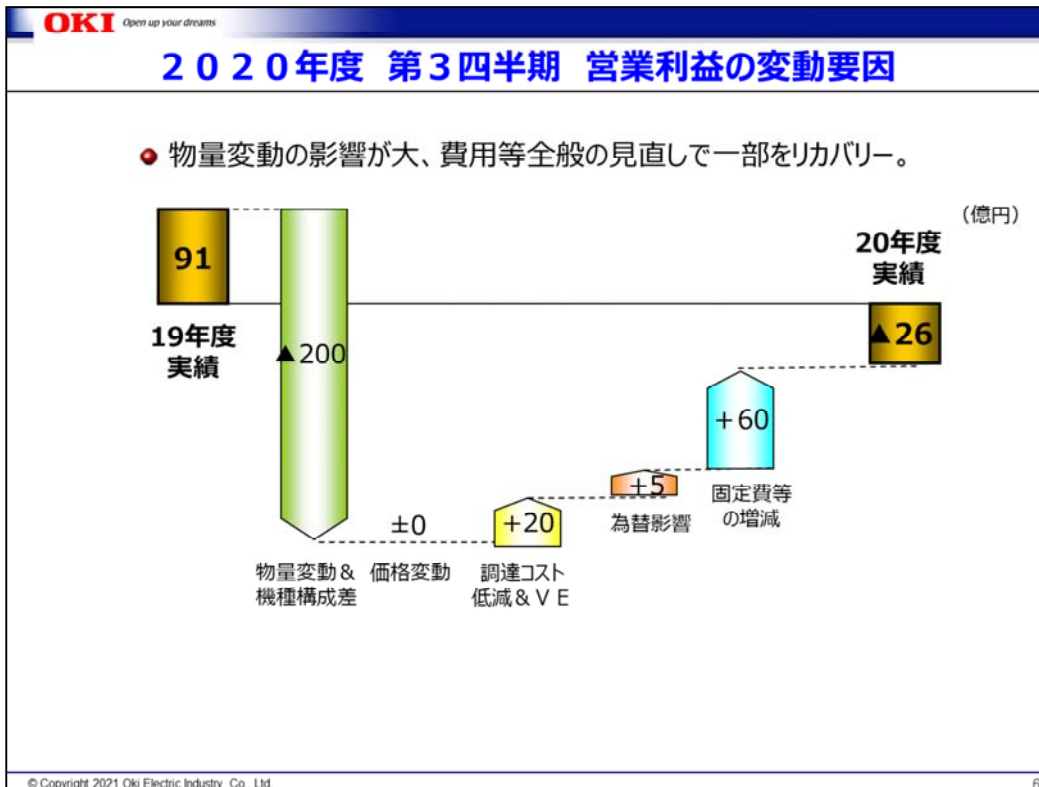 OKI Open up your dreams
2020年度 第3四半期 営業利益の変動要因
物量変動の影響が大、費用等全般の見直しで一部をリカバリー。
（億円）
91
19年度
実績
▲200
物量変動＆
機種構成差
±0
価格変動
＋20
調達コスト
低減＆ＶＥ
＋5
為替影響
＋60
固定費等
の増減
20年度
実績
▲26
© Copyright 2021 Oki Electric Industry Co., Ltd.
6